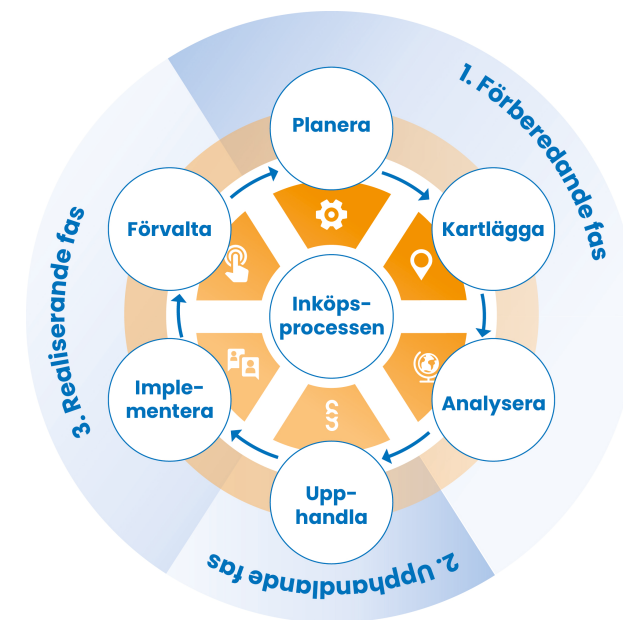 1. Förberedande fas
Planera
Kartlägga
Förvalta
Inköps-
processen
Imple-
mentera
Analysera
§
Upp-
handla
2. Upphandlande fas
3. Realiserande fas